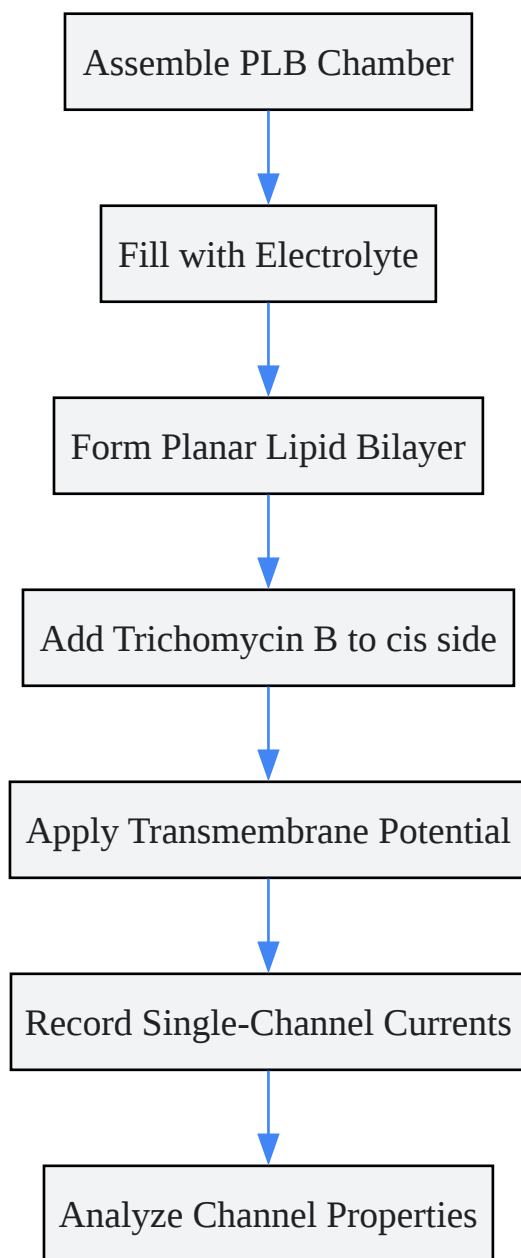 Assemble PLB Chamber
Fill with Electrolyte
Form Planar Lipid Bilayer
Add Trichomycin B to cis side
Apply Transmembrane Potential
Record Single-Channel Currents
Analyze Channel Properties